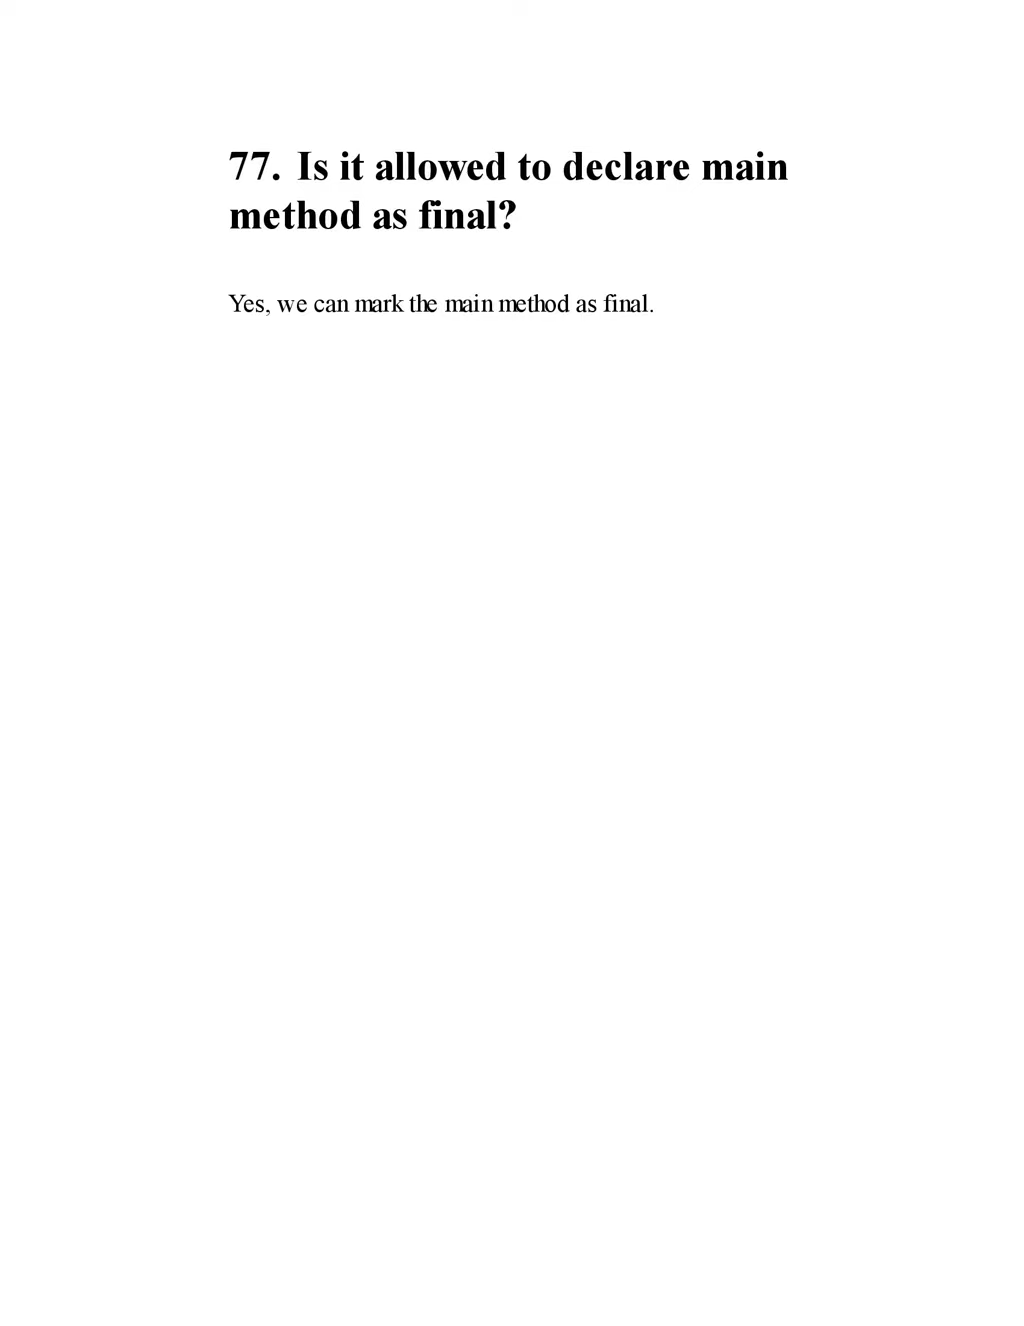 77. Is it allowed to declare main
method as final?
Yes, we can mark the main method as final.